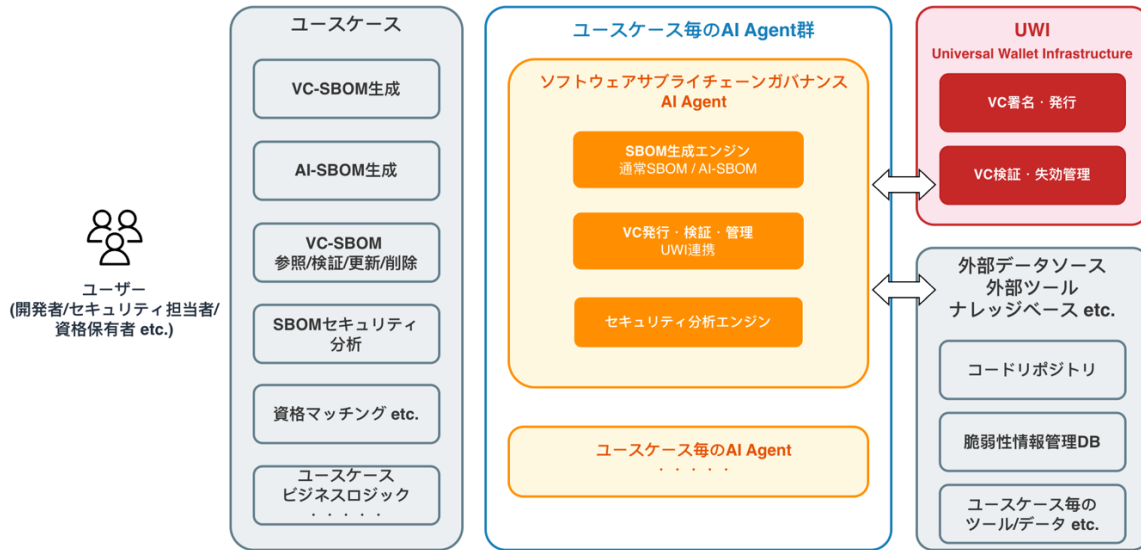 ユーザー
(開発者/セキュリティ担当者/
資格保有者 etc.)
ユースケース
VC-SBOM生成
AI-SBOM生成
VC-SBOM
参照/検証/更新/削除
SBOMセキュリティ
分析
資格マッチング etc.
ユースケース
ビジネスロジック
・・・・・
ユースケース毎のAI Agent群
ソフトウェアサプライチェーンガバナンス
AI Agent
SBOM生成エンジン
通常SBOM / AI-SBOM
VC発行・検証・管理
UWI連携
セキュリティ分析エンジン
ユースケース毎のAI Agent
・・・・・
UWI
Universal Wallet Infrastructure
VC署名・発行
VC検証・失効管理
外部データソース
外部ツール
ナレッジベース etc.
コードリポジトリ
脆弱性情報管理DB
ユースケース毎の
ツール/データ etc.